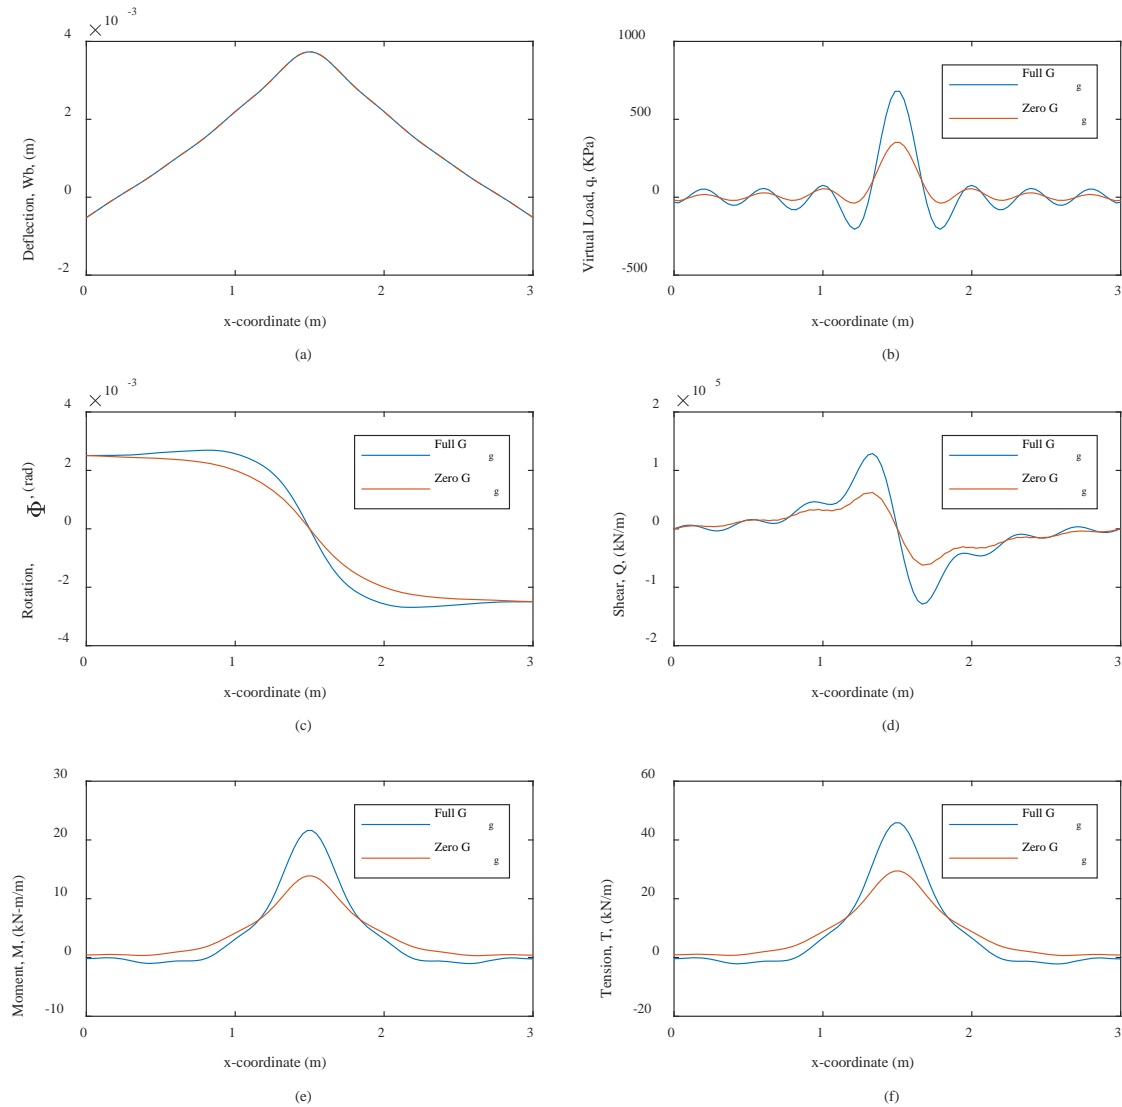 × 10 -3
4
2
0
-2
0 1 2 3
Deflection, Wb, (m)
x-coordinate (m)
(a)
1000
500
0
-500
0 1 2 3
Virtual Load, q, (KPa)
Full G g
Zero G g
x-coordinate (m)
(b)
× 10 -3
4
2
0
-2
-4
0 1 2 3
Rotation, Φ, (rad)
Full G g
Zero G g
x-coordinate (m)
(c)
× 10 5
2
1
0
-1
-2
0 1 2 3
Shear, Q, (kN/m)
Full G g
Zero G g
x-coordinate (m)
(d)
30
20
10
0
-10
0 1 2 3
Moment, M, (kN-m/m)
Full G g
Zero G g
x-coordinate (m)
(e)
60
40
20
0
-20
0 1 2 3
Tension, T, (kN/m)
Full G g
Zero G g
x-coordinate (m)
(f)